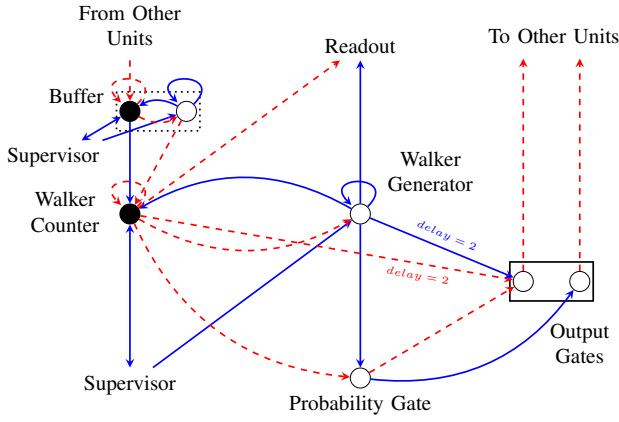 From Other
Units
Readout
To Other Units
Buffer
Supervisor
Walker
Generator
Walker
Counter
delay = 2
delay = 2
Output
Gates
Supervisor
Probability Gate